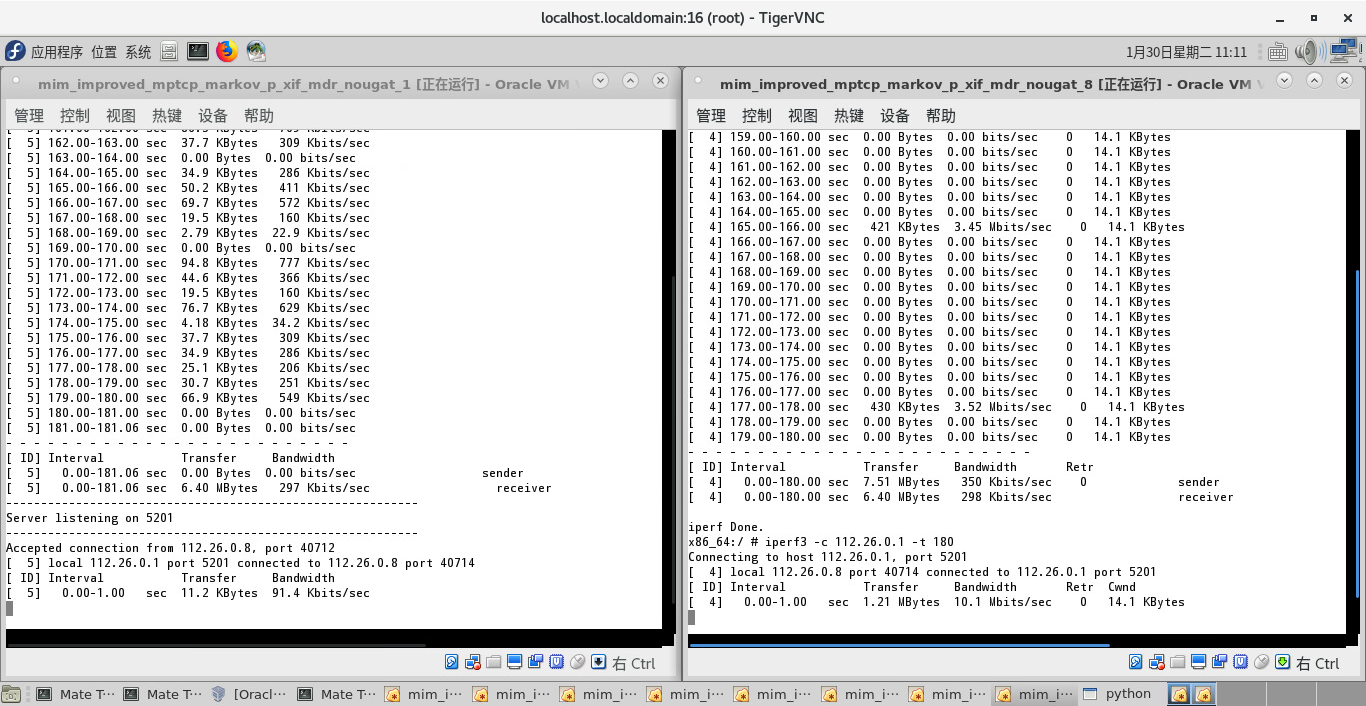 localhost.localdomain:16 (root) - TigerVNC
应用程序 位置 系统
1月30日星期二 11:11
mim_improved_mptcp_markov_p_xif_mdr_nougat_1 [正在运行] - Oracle VM
管理 控制 视图 热键 设备 帮助
[ 5] 162.00-163.00 sec 37.7 KBytes 309 Kbits/sec
[ 5] 163.00-164.00 sec 0.00 Bytes 0.00 bits/sec
[ 5] 164.00-165.00 sec 34.9 KBytes 286 Kbits/sec
[ 5] 165.00-166.00 sec 50.2 KBytes 411 Kbits/sec
[ 5] 166.00-167.00 sec 69.7 KBytes 572 Kbits/sec
[ 5] 167.00-168.00 sec 19.5 KBytes 160 Kbits/sec
[ 5] 168.00-169.00 sec 2.79 KBytes 22.9 Kbits/sec
[ 5] 169.00-170.00 sec 0.00 Bytes 0.00 bits/sec
[ 5] 170.00-171.00 sec 94.8 KBytes 777 Kbits/sec
[ 5] 171.00-172.00 sec 44.6 KBytes 366 Kbits/sec
[ 5] 172.00-173.00 sec 19.5 KBytes 160 Kbits/sec
[ 5] 173.00-174.00 sec 76.7 KBytes 629 Kbits/sec
[ 5] 174.00-175.00 sec 4.18 KBytes 34.2 Kbits/sec
[ 5] 175.00-176.00 sec 37.7 KBytes 309 Kbits/sec
[ 5] 176.00-177.00 sec 34.9 KBytes 286 Kbits/sec
[ 5] 177.00-178.00 sec 25.1 KBytes 206 Kbits/sec
[ 5] 178.00-179.00 sec 30.7 KBytes 251 Kbits/sec
[ 5] 179.00-180.00 sec 66.9 KBytes 549 Kbits/sec
[ 5] 180.00-181.00 sec 0.00 Bytes 0.00 bits/sec
[ 5] 181.00-181.06 sec 0.00 Bytes 0.00 bits/sec
- - - - - - - - - - - - - - - - - - - - - - - - -
[ ID] Interval Transfer Bandwidth
[ 5] 0.00-181.06 sec 0.00 Bytes 0.00 bits/sec sender
[ 5] 0.00-181.06 sec 6.40 MBytes 297 Kbits/sec receiver
-----------------------------------------------------------
Server listening on 5201
-----------------------------------------------------------
Accepted connection from 112.26.0.8, port 40712
[ 5] local 112.26.0.1 port 5201 connected to 112.26.0.8 port 40714
[ ID] Interval Transfer Bandwidth
[ 5] 0.00-1.00 sec 11.2 KBytes 91.4 Kbits/sec
右 Ctrl
mim_improved_mptcp_markov_p_xif_mdr_nougat_8 [正在运行] - Oracle VM
管理 控制 视图 热键 设备 帮助
[ 4] 159.00-160.00 sec 0.00 Bytes 0.00 bits/sec 0 14.1 KBytes
[ 4] 160.00-161.00 sec 0.00 Bytes 0.00 bits/sec 0 14.1 KBytes
[ 4] 161.00-162.00 sec 0.00 Bytes 0.00 bits/sec 0 14.1 KBytes
[ 4] 162.00-163.00 sec 0.00 Bytes 0.00 bits/sec 0 14.1 KBytes
[ 4] 163.00-164.00 sec 0.00 Bytes 0.00 bits/sec 0 14.1 KBytes
[ 4] 164.00-165.00 sec 0.00 Bytes 0.00 bits/sec 0 14.1 KBytes
[ 4] 165.00-166.00 sec 421 KBytes 3.45 Mbits/sec 0 14.1 KBytes
[ 4] 166.00-167.00 sec 0.00 Bytes 0.00 bits/sec 0 14.1 KBytes
[ 4] 167.00-168.00 sec 0.00 Bytes 0.00 bits/sec 0 14.1 KBytes
[ 4] 168.00-169.00 sec 0.00 Bytes 0.00 bits/sec 0 14.1 KBytes
[ 4] 169.00-170.00 sec 0.00 Bytes 0.00 bits/sec 0 14.1 KBytes
[ 4] 170.00-171.00 sec 0.00 Bytes 0.00 bits/sec 0 14.1 KBytes
[ 4] 171.00-172.00 sec 0.00 Bytes 0.00 bits/sec 0 14.1 KBytes
[ 4] 172.00-173.00 sec 0.00 Bytes 0.00 bits/sec 0 14.1 KBytes
[ 4] 173.00-174.00 sec 0.00 Bytes 0.00 bits/sec 0 14.1 KBytes
[ 4] 174.00-175.00 sec 0.00 Bytes 0.00 bits/sec 0 14.1 KBytes
[ 4] 175.00-176.00 sec 0.00 Bytes 0.00 bits/sec 0 14.1 KBytes
[ 4] 176.00-177.00 sec 0.00 Bytes 0.00 bits/sec 0 14.1 KBytes
[ 4] 177.00-178.00 sec 430 KBytes 3.52 Mbits/sec 0 14.1 KBytes
[ 4] 178.00-179.00 sec 0.00 Bytes 0.00 bits/sec 0 14.1 KBytes
[ 4] 179.00-180.00 sec 0.00 Bytes 0.00 bits/sec 0 14.1 KBytes
- - - - - - - - - - - - - - - - - - - - - - - - -
[ ID] Interval Transfer Bandwidth Retr
[ 4] 0.00-180.00 sec 7.51 MBytes 350 Kbits/sec 0 sender
[ 4] 0.00-180.00 sec 6.40 MBytes 298 Kbits/sec receiver
iperf Done.
x86_64:/ # iperf3 -c 112.26.0.1 -t 180
Connecting to host 112.26.0.1, port 5201
[ 4] local 112.26.0.8 port 40714 connected to 112.26.0.1 port 5201
[ ID] Interval Transfer Bandwidth Retr Cwnd
[ 4] 0.00-1.00 sec 1.21 MBytes 10.1 Mbits/sec 0 14.1 KBytes
右 Ctrl
Mate T··· Mate T··· [Oracl··· Mate T··· mim_i··· mim_i··· mim_i··· mim_i··· mim_i··· mim_i··· mim_i··· mim_i··· python